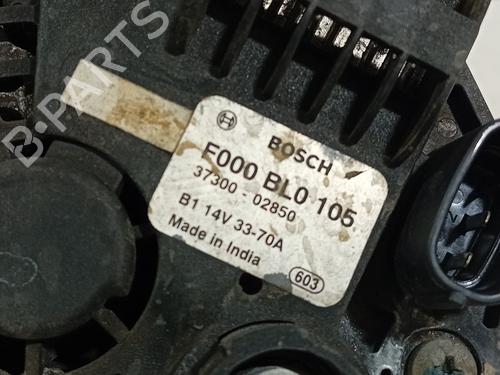 B-PARTS
BOSCH
F000 BL0 105
37300 - 02850
B1 14V 33-70A
Made in India
603